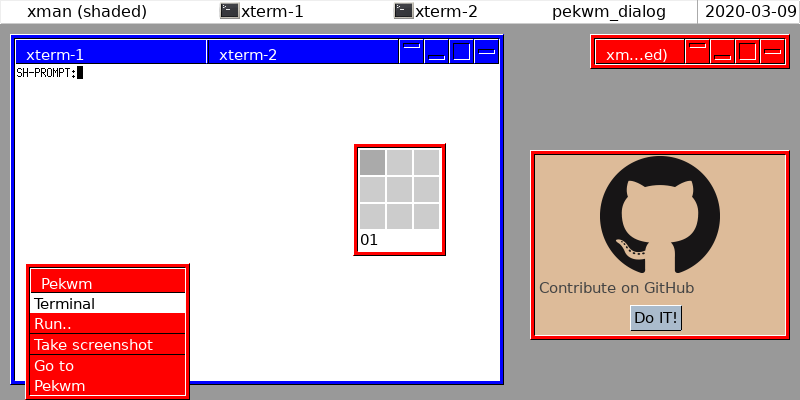 xman (shaded) xterm-1 xterm-2 pekwm_dialog 2020-03-09
xterm-1 xterm-2
xm...ed)
SH-PROMPT:
01
Pekwm
Terminal
Run..
Take screenshot
Go to
Pekwm
Contribute on GitHub
Do IT!